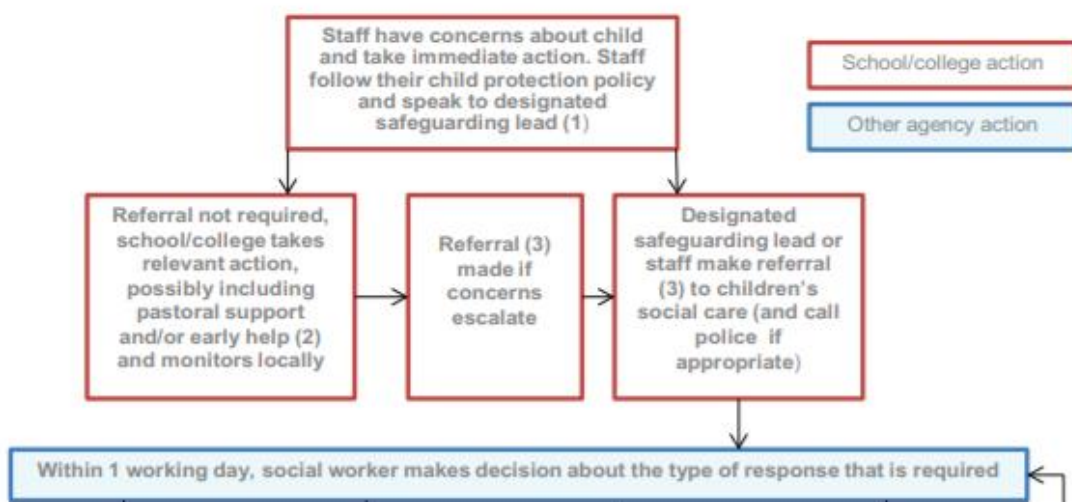 Staff have concerns about child
and take immediate action. Staff
follow their child protection policy
and speak to designated
safeguarding lead (1)
School/college action
Other agency action
Referral not required,
school/college takes
relevant action,
possibly including
pastoral support
and/or early help (2)
and monitors locally
Referral (3)
made if
concerns
escalate
Designated
safeguarding lead or
staff make referral
(3) to children's
social care (and call
police if
appropriate)
Within 1 working day, social worker makes decision about the type of response that is required